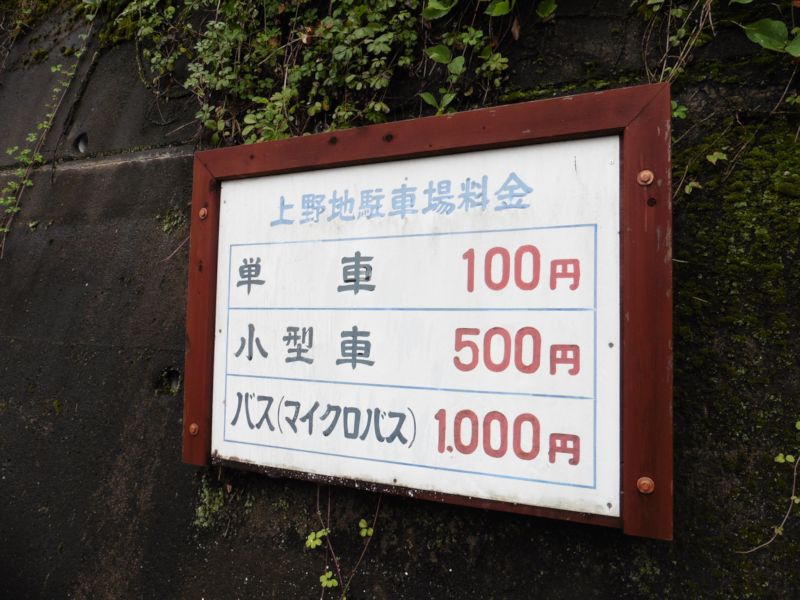 上野地駐車場料金
単車 100円
小型車 500円
バス(マイクロバス) 1.000円